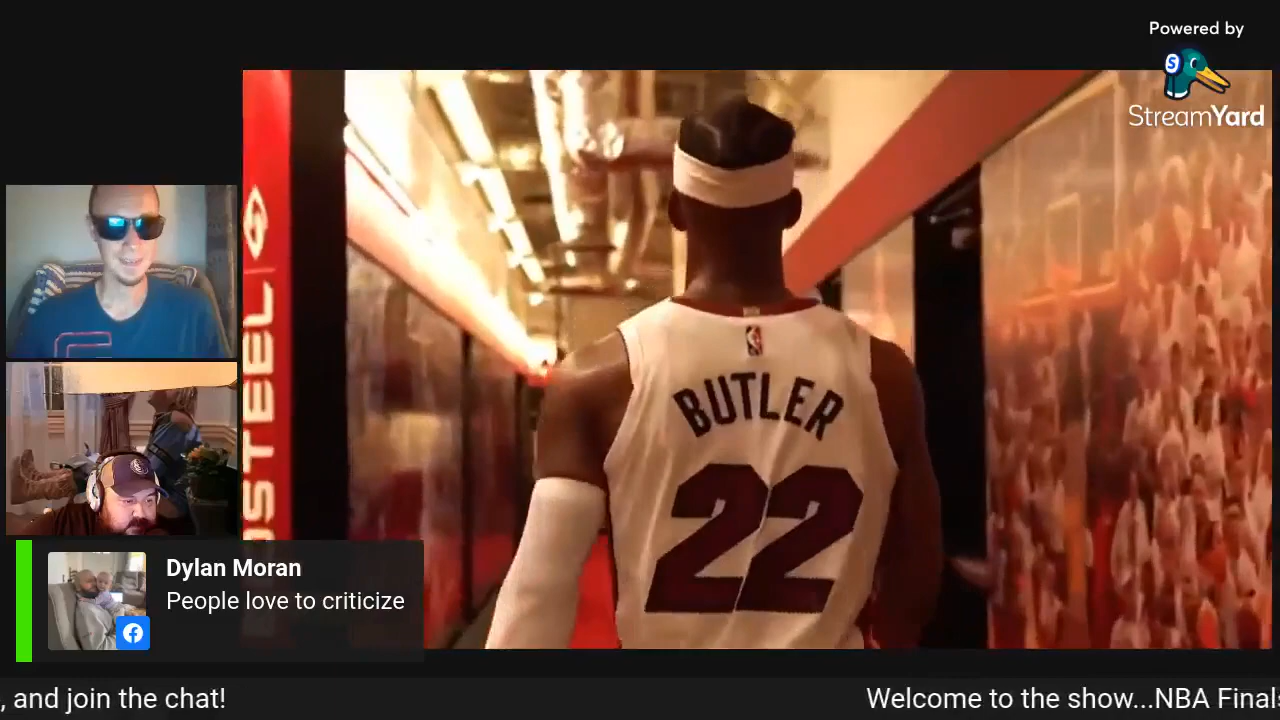 Powered by
StreamYard
OSTEEL
BUTLER
22
Dylan Moran
People love to criticize
, and join the chat!
Welcome to the show...NBA Finals